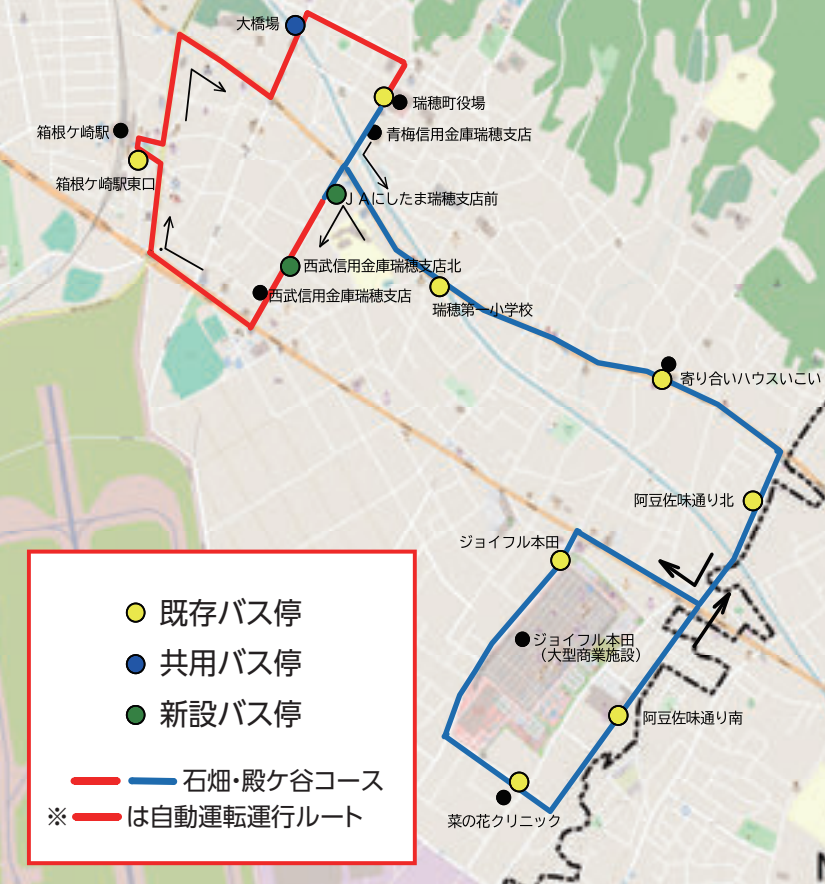 大橋場
瑞穂町役場
箱根ケ崎駅
青梅信用金庫瑞穂支店
箱根ケ崎駅東口
JAにしたま瑞穂支店前
西武信用金庫瑞穂支店北
西武信用金庫瑞穂支店
瑞穂第一小学校
寄り合いハウスいこい
阿豆佐味通り北
ジョイフル本田
ジョイフル本田
(大型商業施設)
阿豆佐味通り南
菜の花クリニック
既存バス停
共用バス停
新設バス停
石畑・殿ケ谷コース
※ は自動運転運行ルート